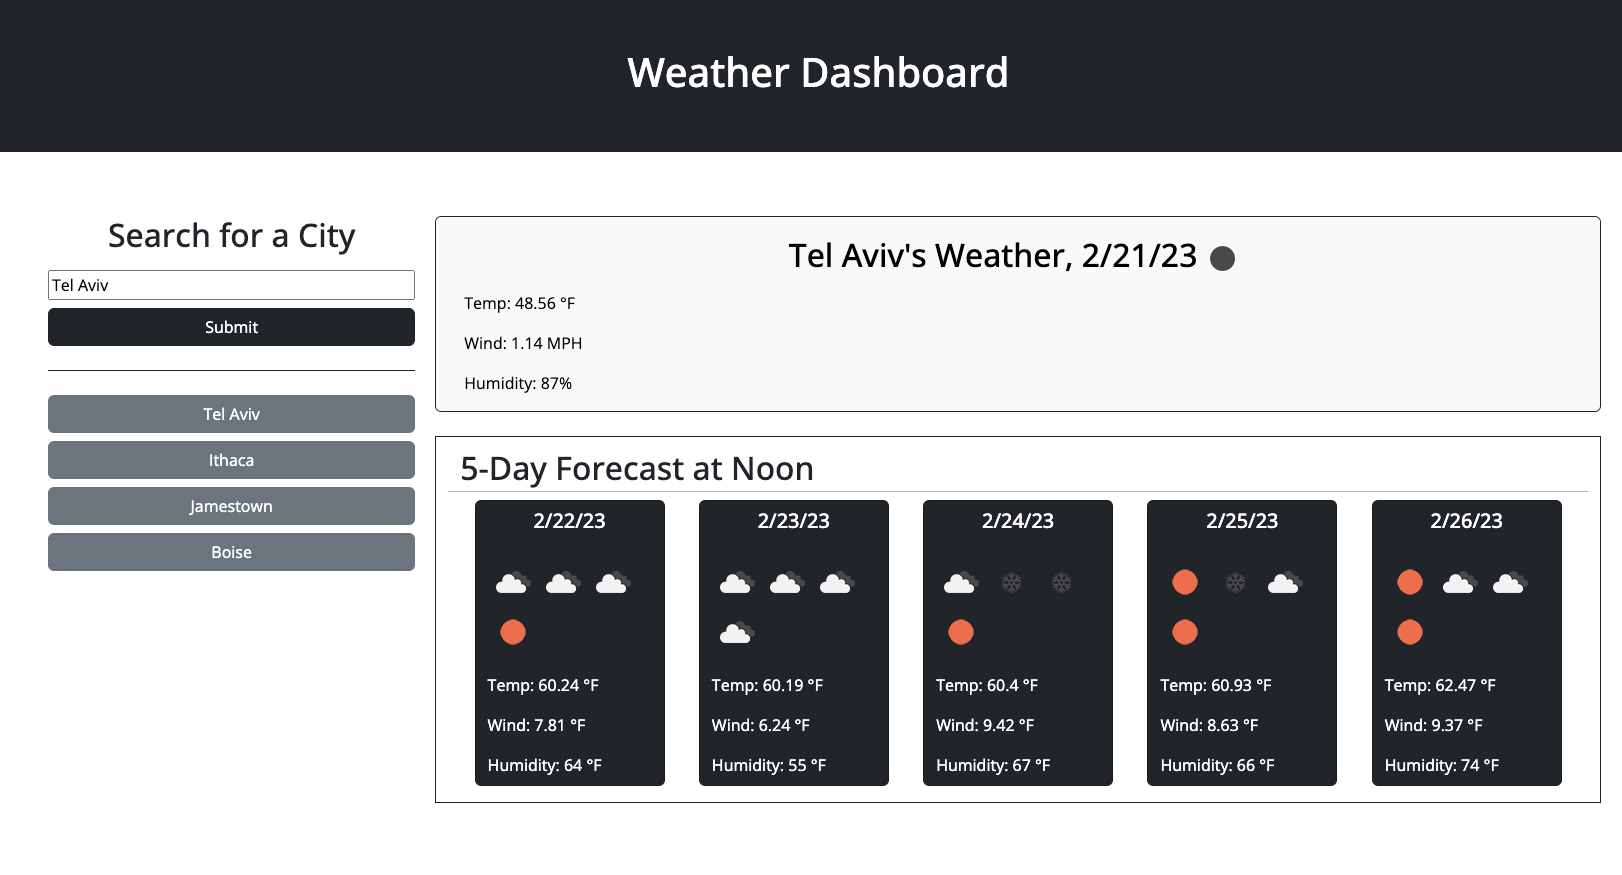 Weather Dashboard
Search for a City
Tel Aviv
Submit
Tel Aviv
Ithaca
Jamestown
Boise
Tel Aviv's Weather, 2/21/23
Temp: 48.56 °F
Wind: 1.14 MPH
Humidity: 87%
5-Day Forecast at Noon
2/22/23
Temp: 60.24 °F
Wind: 7.81 °F
Humidity: 64 °F
2/23/23
Temp: 60.19 °F
Wind: 6.24 °F
Humidity: 55 °F
2/24/23
Temp: 60.4 °F
Wind: 9.42 °F
Humidity: 67 °F
2/25/23
Temp: 60.93 °F
Wind: 8.63 °F
Humidity: 66 °F
2/26/23
Temp: 62.47 °F
Wind: 9.37 °F
Humidity: 74 °F